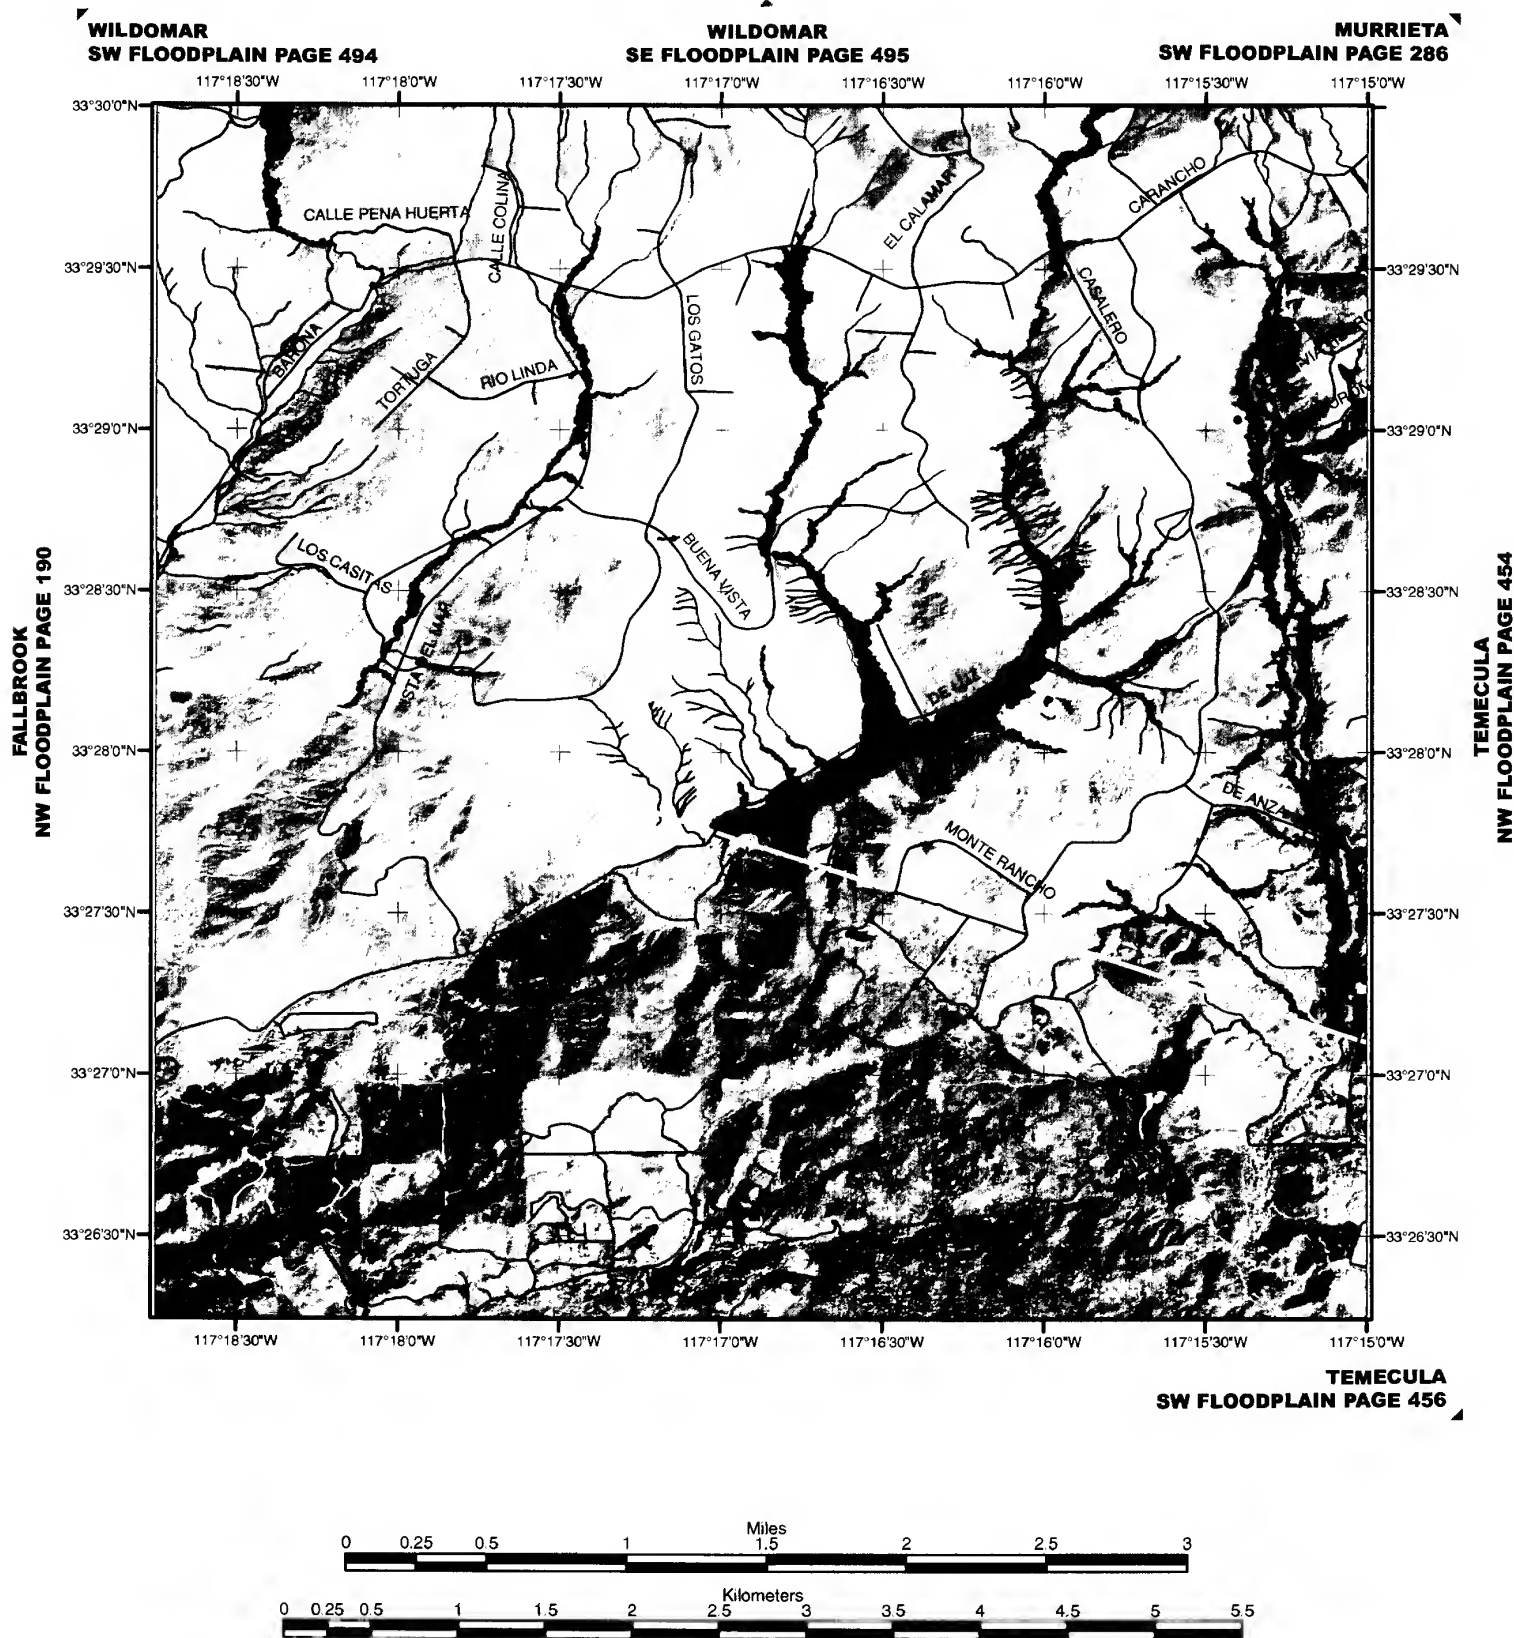 WILDOMAR
SW FLOODPLAIN PAGE 494
WILDOMAR
SE FLOODPLAIN PAGE 495
MURRIETA
SW FLOODPLAIN PAGE 286
117°18'30"W 117°18'0"W 117°17'30"W 117°17'0"W 117°16'30"W 117°16'0"W 117°15'30"W 117°15'0"W
33°30'0"N
33°30'0"N
CALLE PENA HUERTA
CALLE COLINA
EL CALAMAR
CARANCHO
33°29'30"N
33°29'30"N
BARONA
TORTUGA
RIO LINDA
LOS GATOS
CASALERO
33°29'0"N
33°29'0"N
LOS CASITAS
BUENA VISTA
33°28'30"N
33°28'30"N
FALLBROOK
NW FLOODPLAIN PAGE 190
TEMECULA
NW FLOODPLAIN PAGE 454
VISTA DEL MAR
DE LUZ
33°28'0"N
33°28'0"N
DE ANZA
MONTE RANCHO
33°27'30"N
33°27'30"N
33°27'0"N
33°27'0"N
33°26'30"N
33°26'30"N
117°18'30"W 117°18'0"W 117°17'30"W 117°17'0"W 117°16'30"W 117°16'0"W 117°15'30"W 117°15'0"W
TEMECULA
SW FLOODPLAIN PAGE 456
Miles
0 0.25 0.5 1 1.5 2 2.5 3
Kilometers
0 0.25 0.5 1 1.5 2 2.5 3 3.5 4 4.5 5 5.5